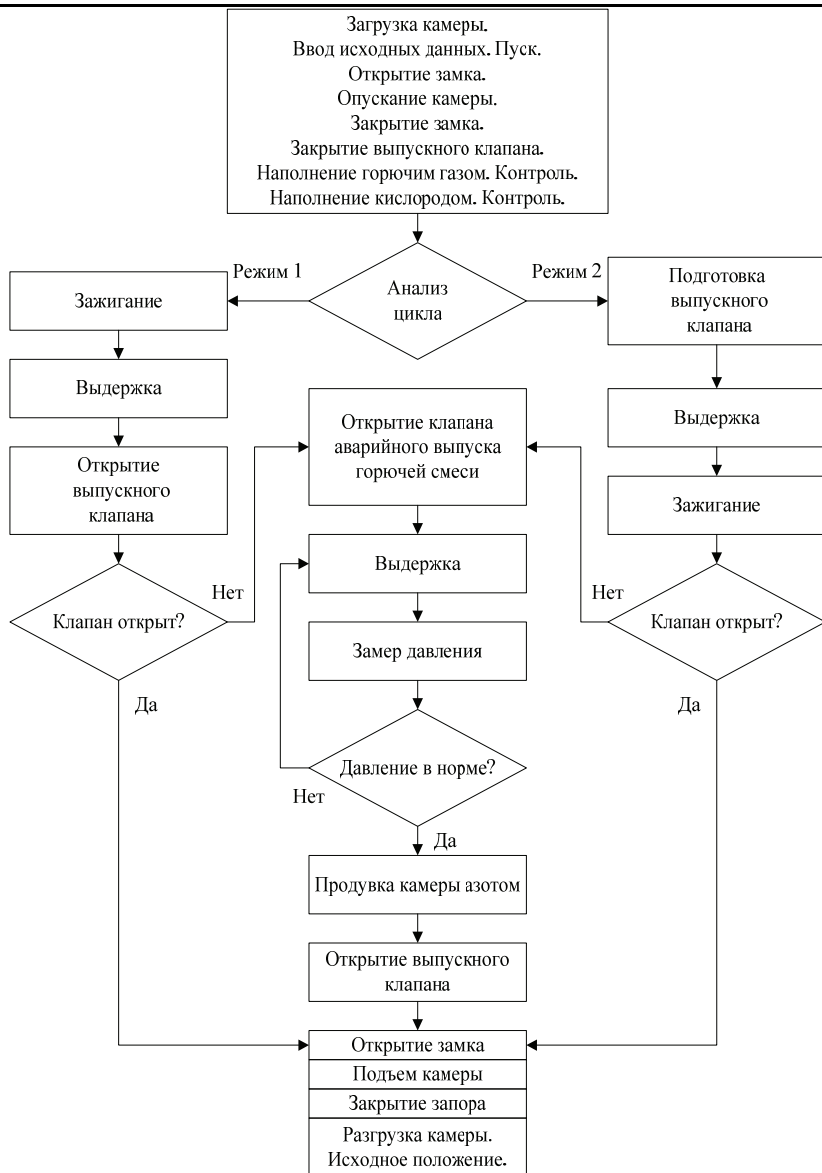 Загрузка камеры.
Ввод исходных данных. Пуск.
Открытие замка.
Опускание камеры.
Закрытие замка.
Закрытие выпускного клапана.
Наполнение горючим газом. Контроль.
Наполнение кислородом. Контроль.
Режим 1
Анализ
цикла
Режим 2
Зажигание
Выдержка
Открытие
выпускного
клапана
Клапан открыт?
Нет
Да
Подготовка
выпускного
клапана
Выдержка
Зажигание
Клапан открыт?
Нет
Да
Открытие клапана
аварийного выпуска
горючей смеси
Выдержка
Замер давления
Давление в норме?
Нет
Да
Продувка камеры азотом
Открытие выпускного
клапана
Открытие замка
Подъем камеры
Закрытие запора
Разгрузка камеры.
Исходное положение.